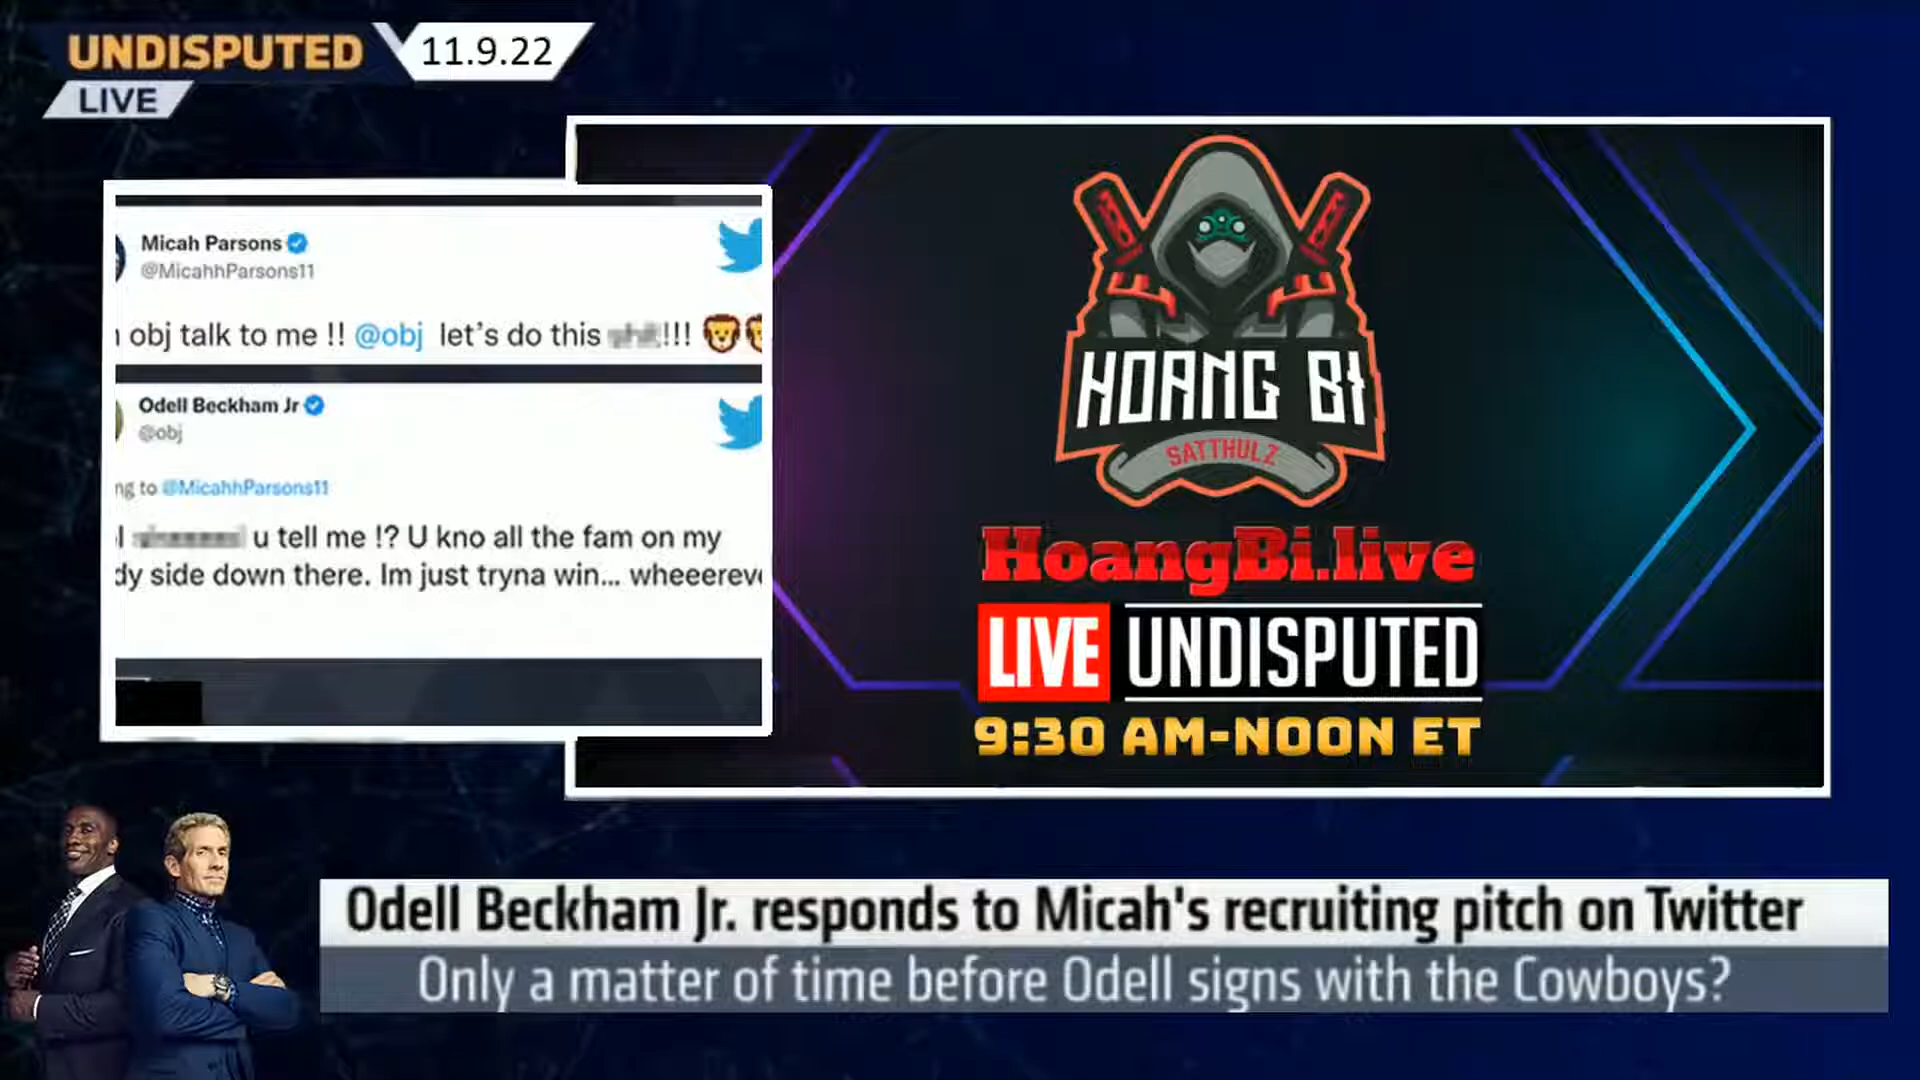 UNDISPUTED
11.9.22
LIVE
Micah Parsons
@MicahhParsons11
obj talk to me !! @obj let's do this !!!
Odell Beckham Jr
@obj
ng to @MicahhParsons11
u tell me !? U kno all the fam on my
dy side down there. Im just tryna win... wheeereve
HOANG BI
SATTHULZ
HoangBi.live
LIVE UNDISPUTED
9:30 AM-NOON ET
Odell Beckham Jr. responds to Micah's recruiting pitch on Twitter
Only a matter of time before Odell signs with the Cowboys?